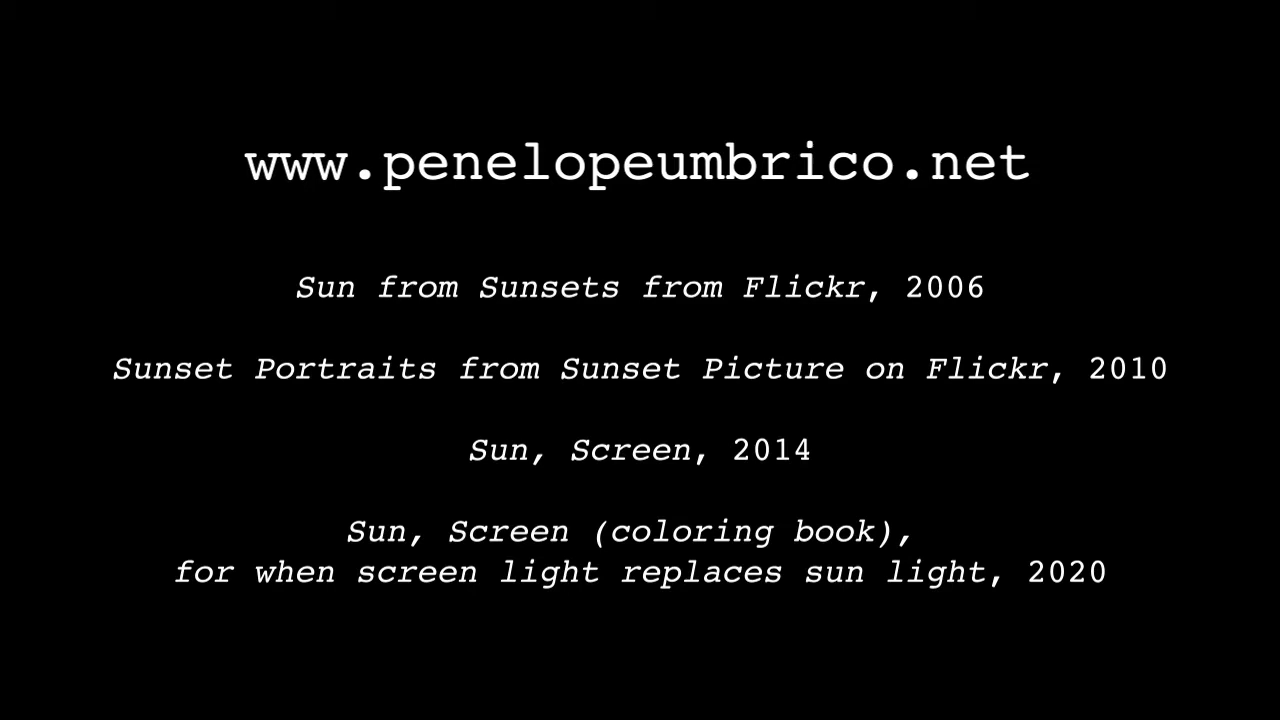 www.penelopeumbrico.net
Sun from Sunsets from Flickr, 2006
Sunset Portraits from Sunset Picture on Flickr, 2010
Sun, Screen, 2014
Sun, Screen (coloring book),
for when screen light replaces sun light, 2020